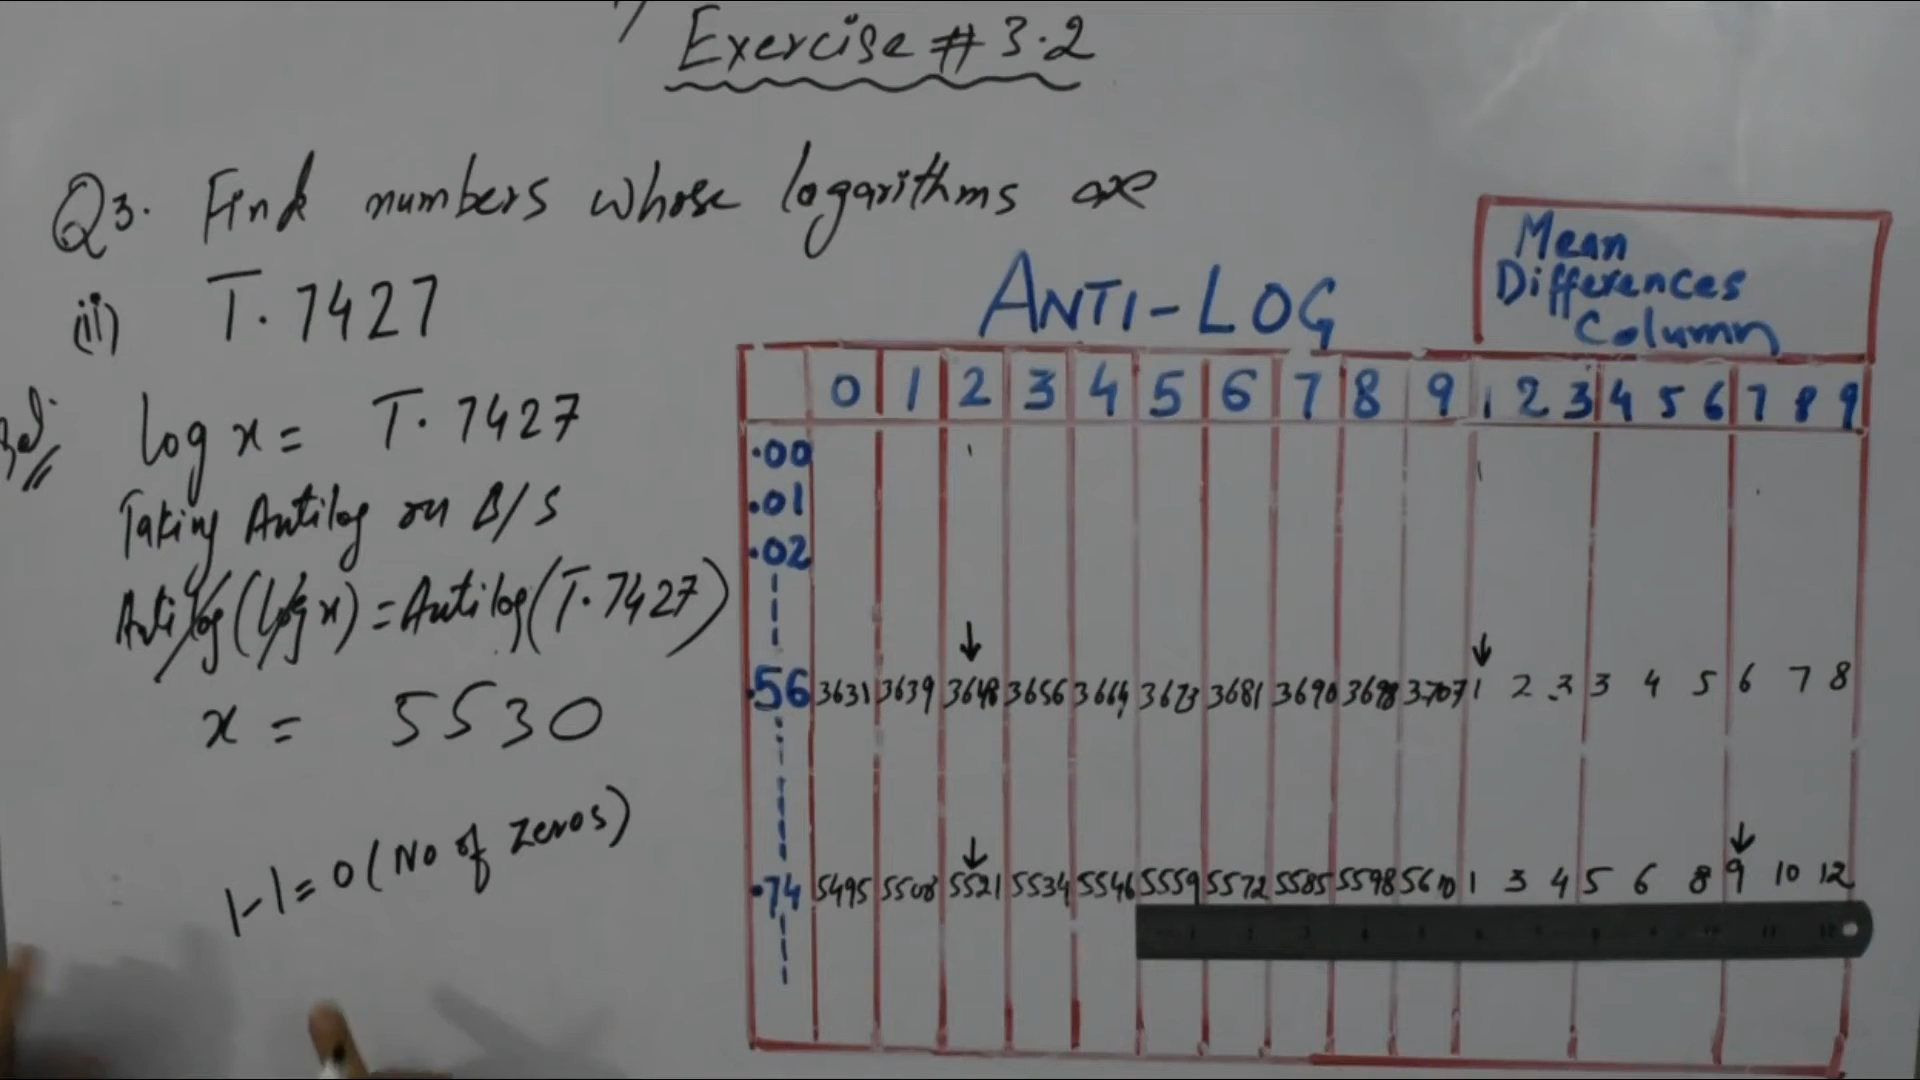 Exercise # 3.2
Q3. Find numbers whose logarithms are
(ii) T̅.7427
Sol:
log x = T̅.7427
Taking Antilog on B/S
Antilog (log x) = Antilog (T̅.7427)
x = 5530
1-1=0 (No of zeros)
ANTI-LOG
Mean
Differences
Column
0 1 2 3 4 5 6 7 8 9 1 2 3 4 5 6 7 8 9
.00
.01
.02
.56 3631 3639 3648 3656 3664 3673 3681 3690 3698 3707 1 2 3 3 4 5 6 7 8
.74 5495 5508 5521 5534 5546 5559 5572 5585 5598 5610 1 3 4 5 6 8 9 10 12